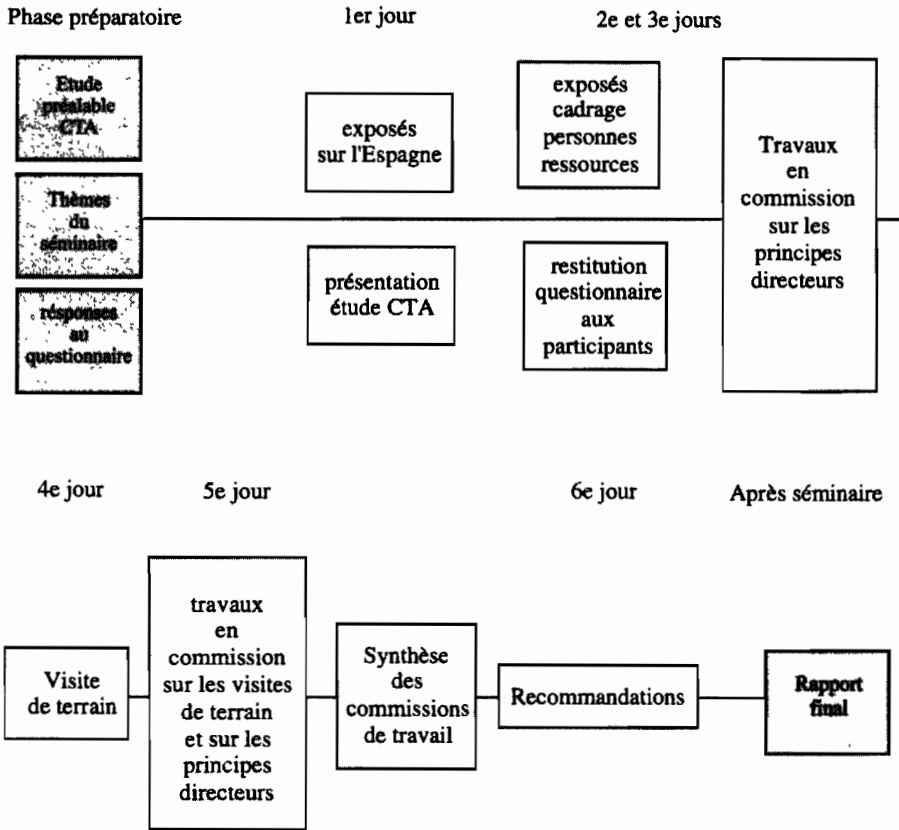 Phase préparatoire
1er jour
2e et 3e jours
Etude
préalable
CTA
Thèmes
du
séminaire
résponses
au
questionnaire
exposés
sur l'Espagne
présentation
étude CTA
exposés
cadrage
personnes
ressources
restitution
questionnaire
aux
participants
Travaux
en
commission
sur les
principes
directeurs
4e jour
5e jour
6e jour
Après séminaire
Visite
de terrain
travaux
en
commission
sur les visites
de terrain
et sur les
principes
directeurs
Synthèse
des
commissions
de travail
Recommandations
Rapport
final